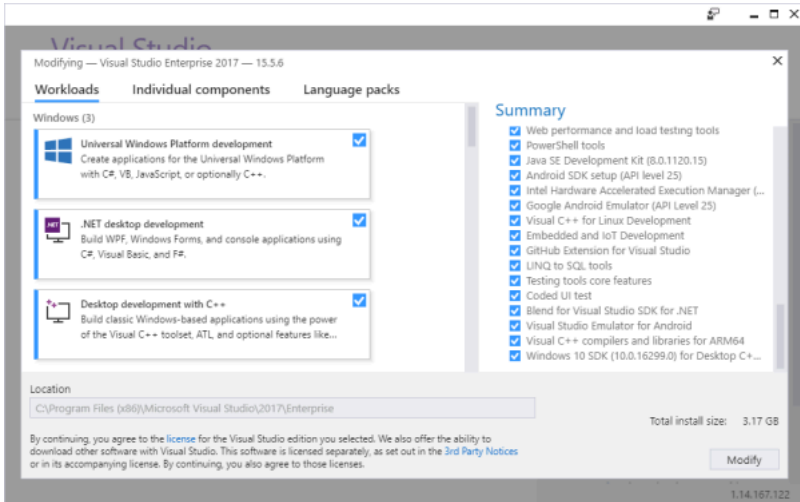 Visual Studio
Modifying — Visual Studio Enterprise 2017 — 15.5.6
Workloads Individual components Language packs
Windows (3)
Universal Windows Platform development
Create applications for the Universal Windows Platform
with C#, VB, JavaScript, or optionally C++.
.NET desktop development
Build WPF, Windows Forms, and console applications using
C#, Visual Basic, and F#.
Desktop development with C++
Build classic Windows-based applications using the power
of the Visual C++ toolset, ATL, and optional features like...
Summary
Web performance and load testing tools
PowerShell tools
Java SE Development Kit (8.0.1120.15)
Android SDK setup (API level 25)
Intel Hardware Accelerated Execution Manager (...
Google Android Emulator (API Level 25)
Visual C++ for Linux Development
Embedded and IoT Development
GitHub Extension for Visual Studio
LINQ to SQL tools
Testing tools core features
Coded UI test
Blend for Visual Studio SDK for .NET
Visual Studio Emulator for Android
Visual C++ compilers and libraries for ARM64
Windows 10 SDK (10.0.16299.0) for Desktop C+...
Location
C:\Program Files (x86)\Microsoft Visual Studio\2017\Enterprise
Total install size: 3.17 GB
By continuing, you agree to the license for the Visual Studio edition you selected. We also offer the ability to
download other software with Visual Studio. This software is licensed separately, as set out in the 3rd Party Notices
or in its accompanying license. By continuing, you also agree to those licenses.
Modify
1.14.167.122